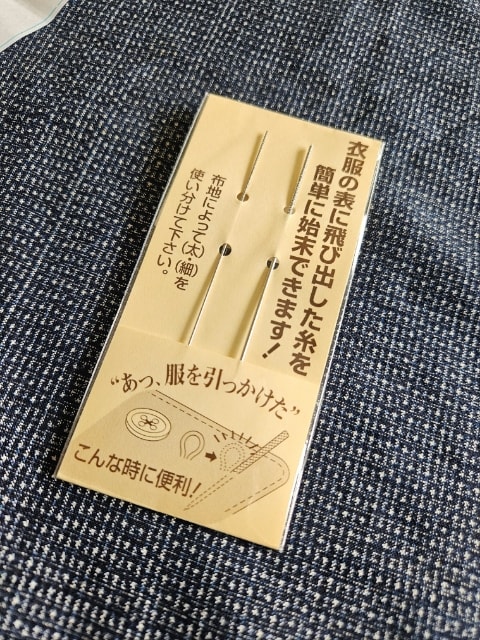 衣服の表に飛び出した糸を
簡単に始末できます!
布地によって(太)・(細)を
使い分けて下さい。
“あっ、服を引っかけた”
こんな時に便利!